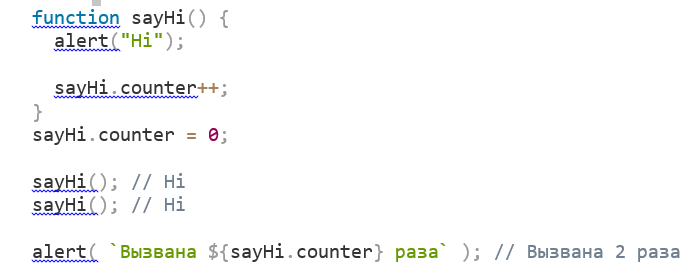 function sayHi() {
alert("Hi");
sayHi.counter++;
}
sayHi.counter = 0;
sayHi(); // Hi
sayHi(); // Hi
alert( `Вызвана ${sayHi.counter} раза` ); // Вызвана 2 раза